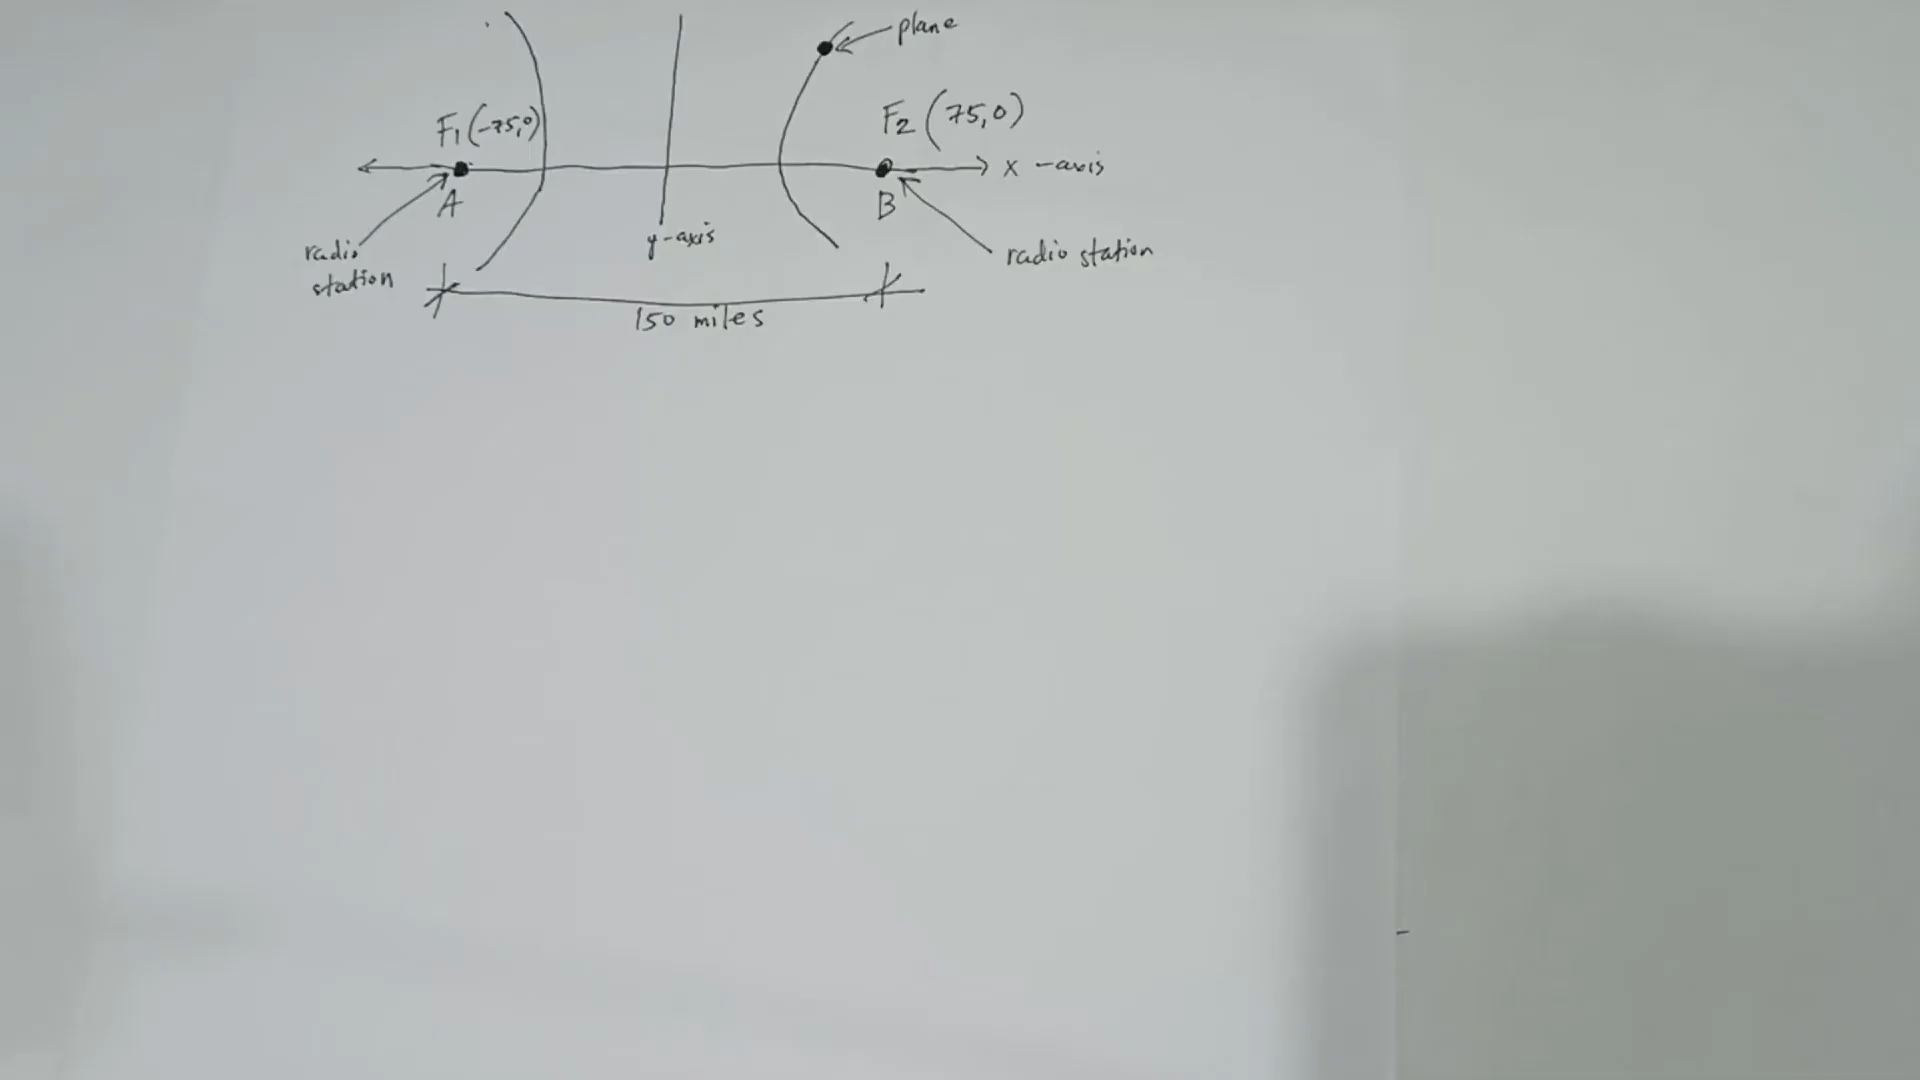 plane
F1 (-75,0)
F2 (75,0)
x-axis
A
B
y-axis
radio
station
radio station
150 miles